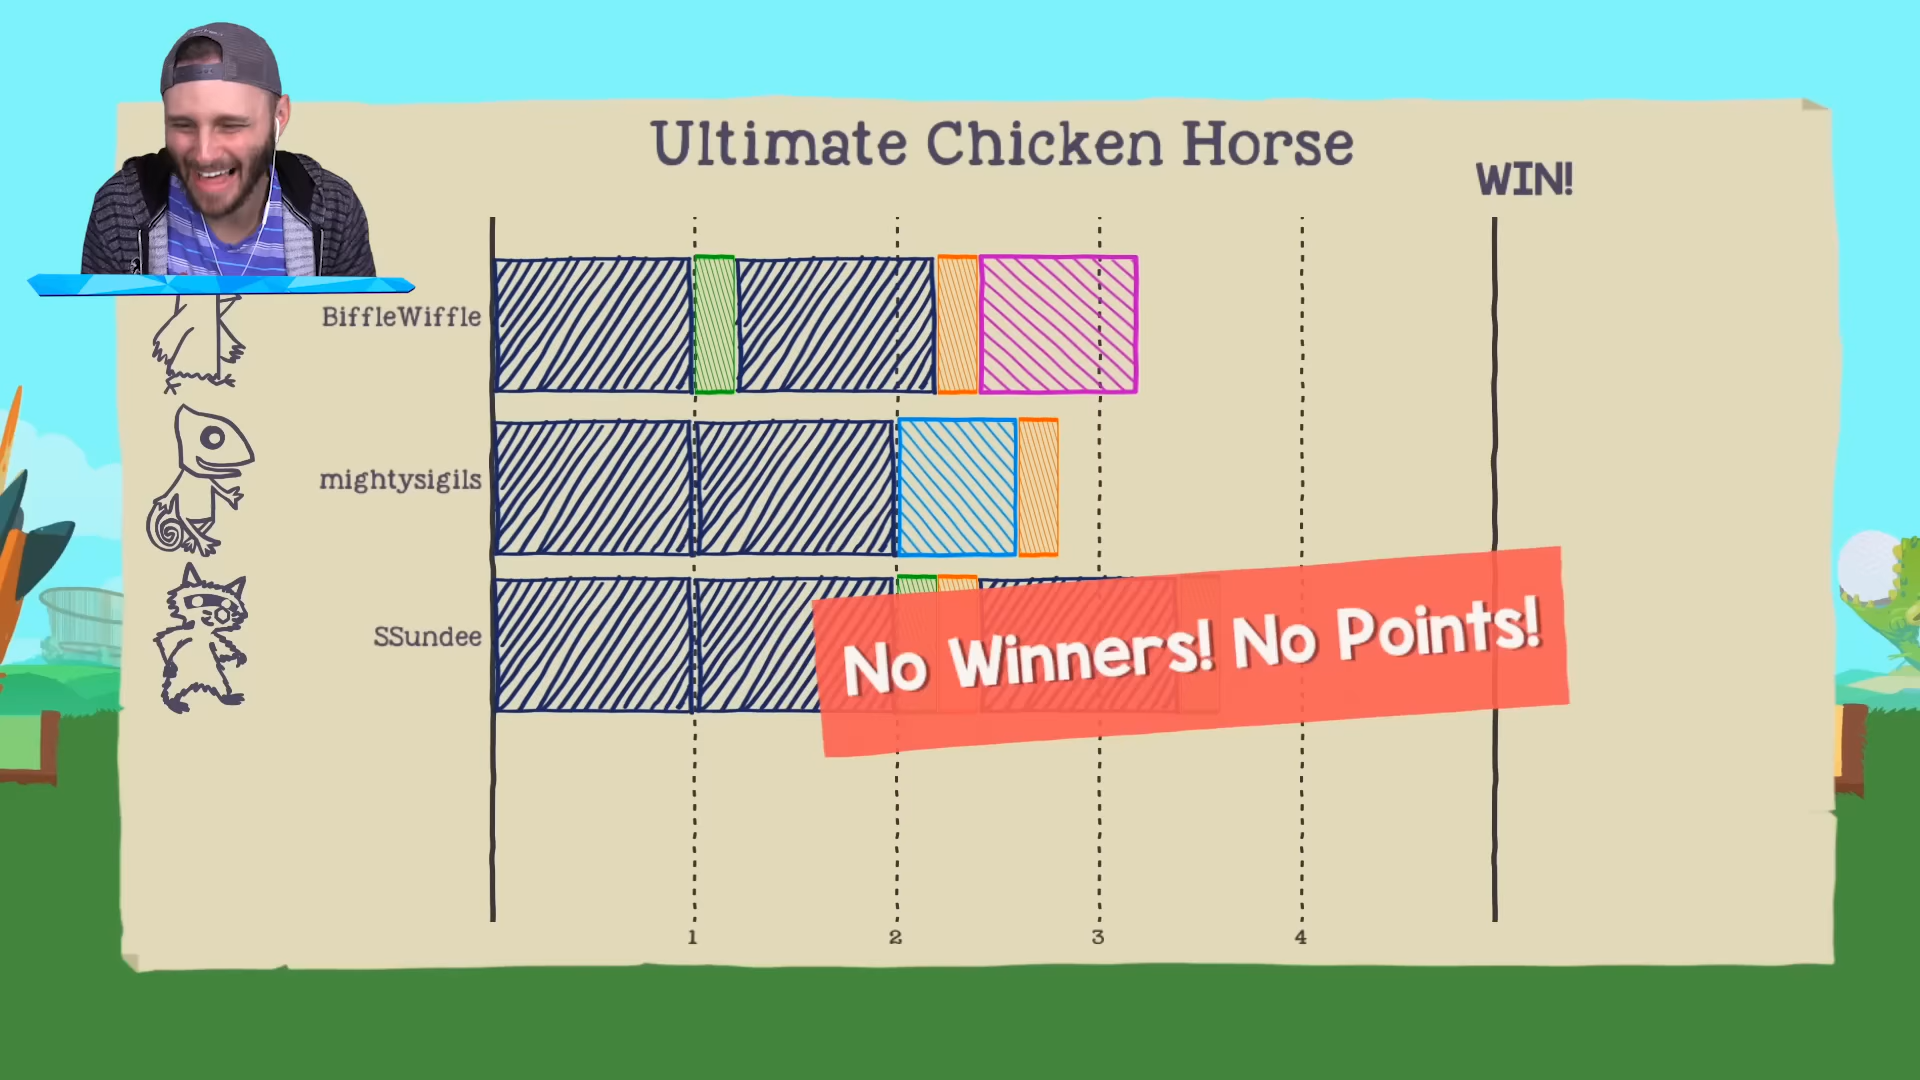 Ultimate Chicken Horse
WIN!
BiffleWiffle
mightysigils
SSundee
No Winners! No Points!
1 2 3 4